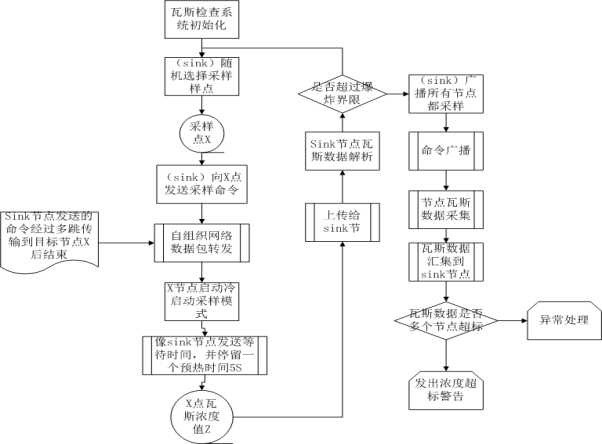 瓦斯检查系
统初始化
（sink）随
机选择采样
样点
采样
点X
（sink）向X点
发送采样命令
Sink节点发送的
命令经过多跳传
输到目标节点X
后结束
自组织网络
数据包转发
X节点启动冷
启动采样模
式
像sink节点发送等
待时间，并停留一
个预热时间5S
X点瓦
斯浓度
值Z
上传给
sink节
Sink节点瓦
斯数据解析
是否超过爆
炸界限
（sink）广
播所有节点
都采样
命令广播
节点瓦斯
数据采集
瓦斯数据
汇集到
sink节点
瓦斯数据是否
多个节点超标
异常处理
发出浓度超
标警告